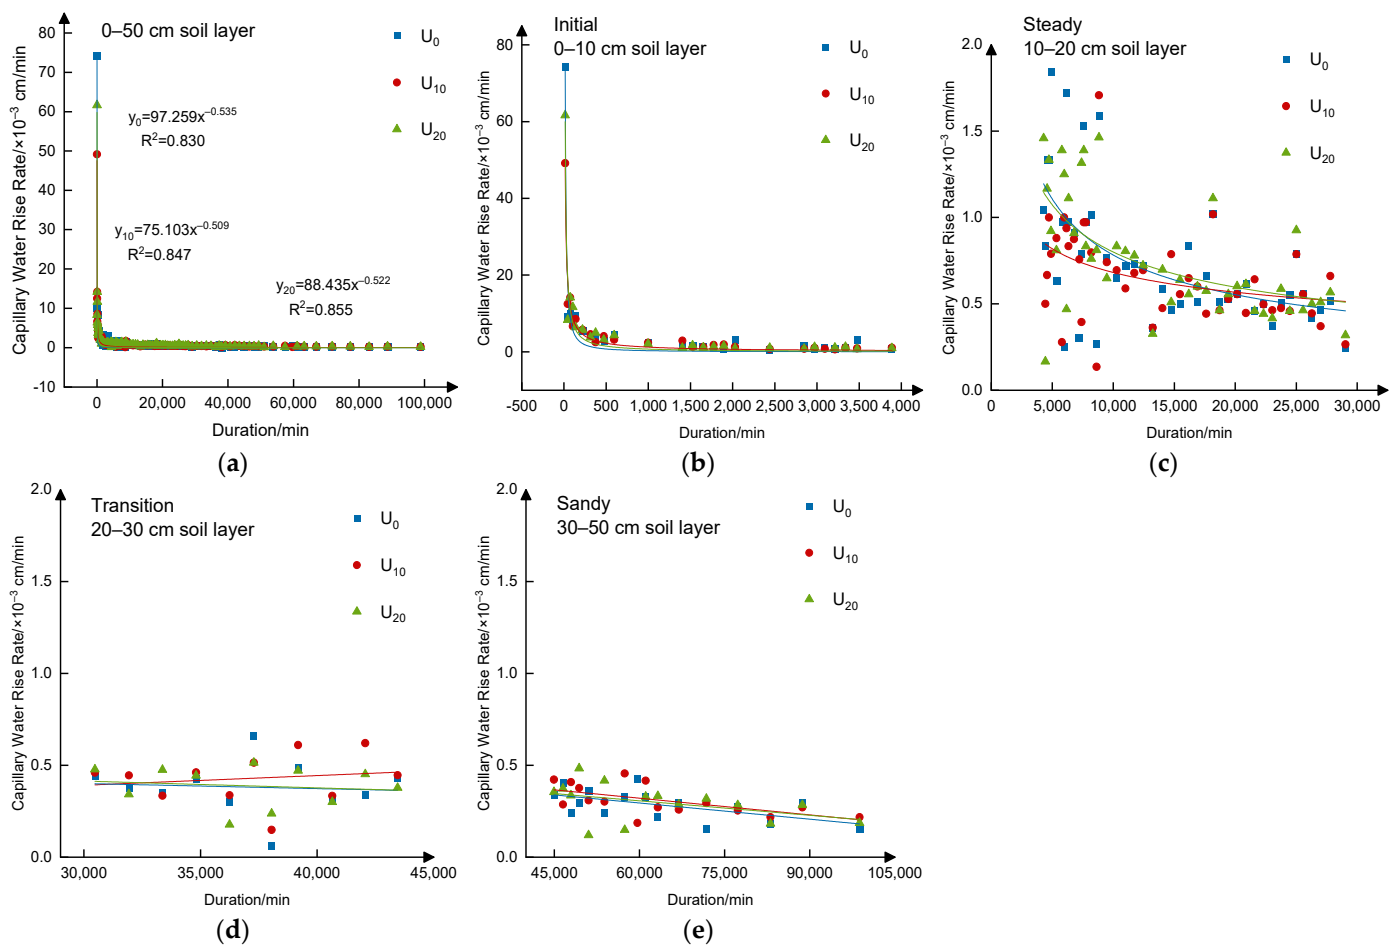 0–50 cm soil layer
U0
U10
U20
y0=97.259x−0.535
R2=0.830
y10=75.103x−0.509
R2=0.847
y20=88.435x−0.522
R2=0.855
Capillary Water Rise Rate/×10−3 cm/min
80
70
60
50
40
30
20
10
0
-10
0 20,000 40,000 60,000 80,000 100,000
Duration/min
(a)
Initial
0–10 cm soil layer
U0
U10
U20
Capillary Water Rise Rate/×10−3 cm/min
80
60
40
20
0
-500 0 500 1,000 1,500 2,000 2,500 3,000 3,500 4,000
Duration/min
(b)
Steady
10–20 cm soil layer
U0
U10
U20
Capillary Water Rise Rate/×10−3 cm/min
2.0
1.5
1.0
0.5
0.0
0 5,000 10,000 15,000 20,000 25,000 30,000
Duration/min
(c)
Transition
20–30 cm soil layer
U0
U10
U20
Capillary Water Rise Rate/×10−3 cm/min
2.0
1.5
1.0
0.5
0.0
30,000 35,000 40,000 45,000
Duration/min
(d)
Sandy
30–50 cm soil layer
U0
U10
U20
Capillary Water Rise Rate/×10−3 cm/min
2.0
1.5
1.0
0.5
0.0
45,000 60,000 75,000 90,000 105,000
Duration/min
(e)